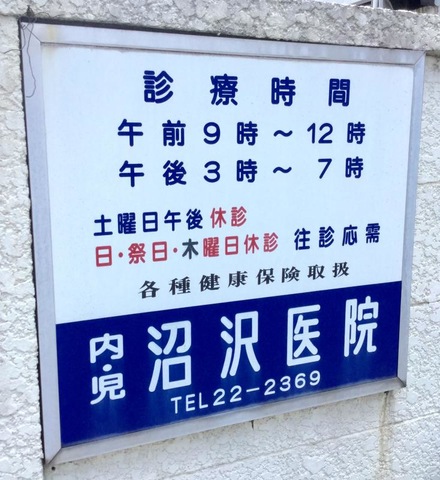 診療時間
午前9時～12時
午後3時～7時
土曜日午後休診
日・祭日・木曜日休診 往診応需
各種健康保険取扱
内・児 沼沢医院
TEL22-2369